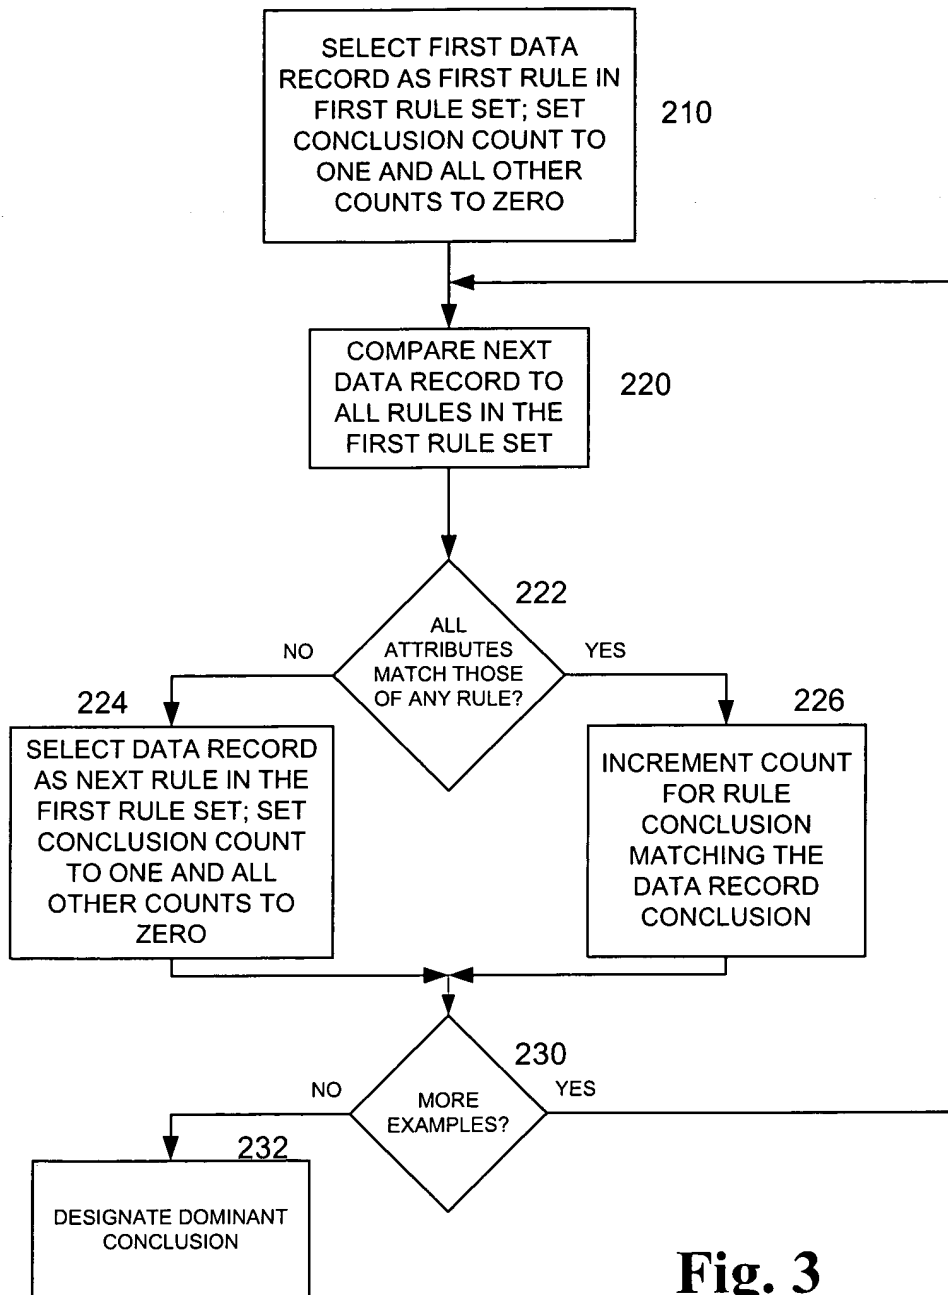 SELECT FIRST DATA
RECORD AS FIRST RULE IN
FIRST RULE SET; SET
CONCLUSION COUNT TO
ONE AND ALL OTHER
COUNTS TO ZERO
210
COMPARE NEXT
DATA RECORD TO
ALL RULES IN THE
FIRST RULE SET
220
222
ALL
ATTRIBUTES
MATCH THOSE
OF ANY RULE?
NO
YES
224
SELECT DATA RECORD
AS NEXT RULE IN THE
FIRST RULE SET; SET
CONCLUSION COUNT
TO ONE AND ALL
OTHER COUNTS TO
ZERO
226
INCREMENT COUNT
FOR RULE
CONCLUSION
MATCHING THE
DATA RECORD
CONCLUSION
230
MORE
EXAMPLES?
NO
YES
232
DESIGNATE DOMINANT
CONCLUSION
Fig. 3